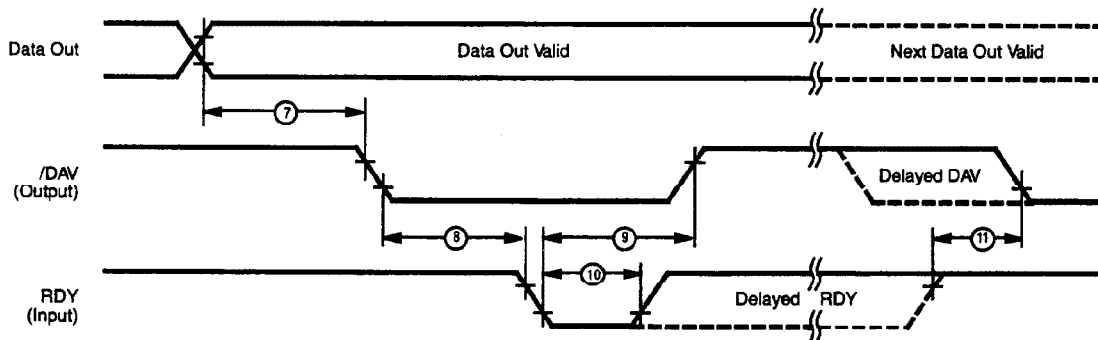 Data Out
Data Out Valid
Next Data Out Valid
7
/DAV
(Output)
Delayed DAV
8
9
11
10
RDY
(Input)
Delayed RDY